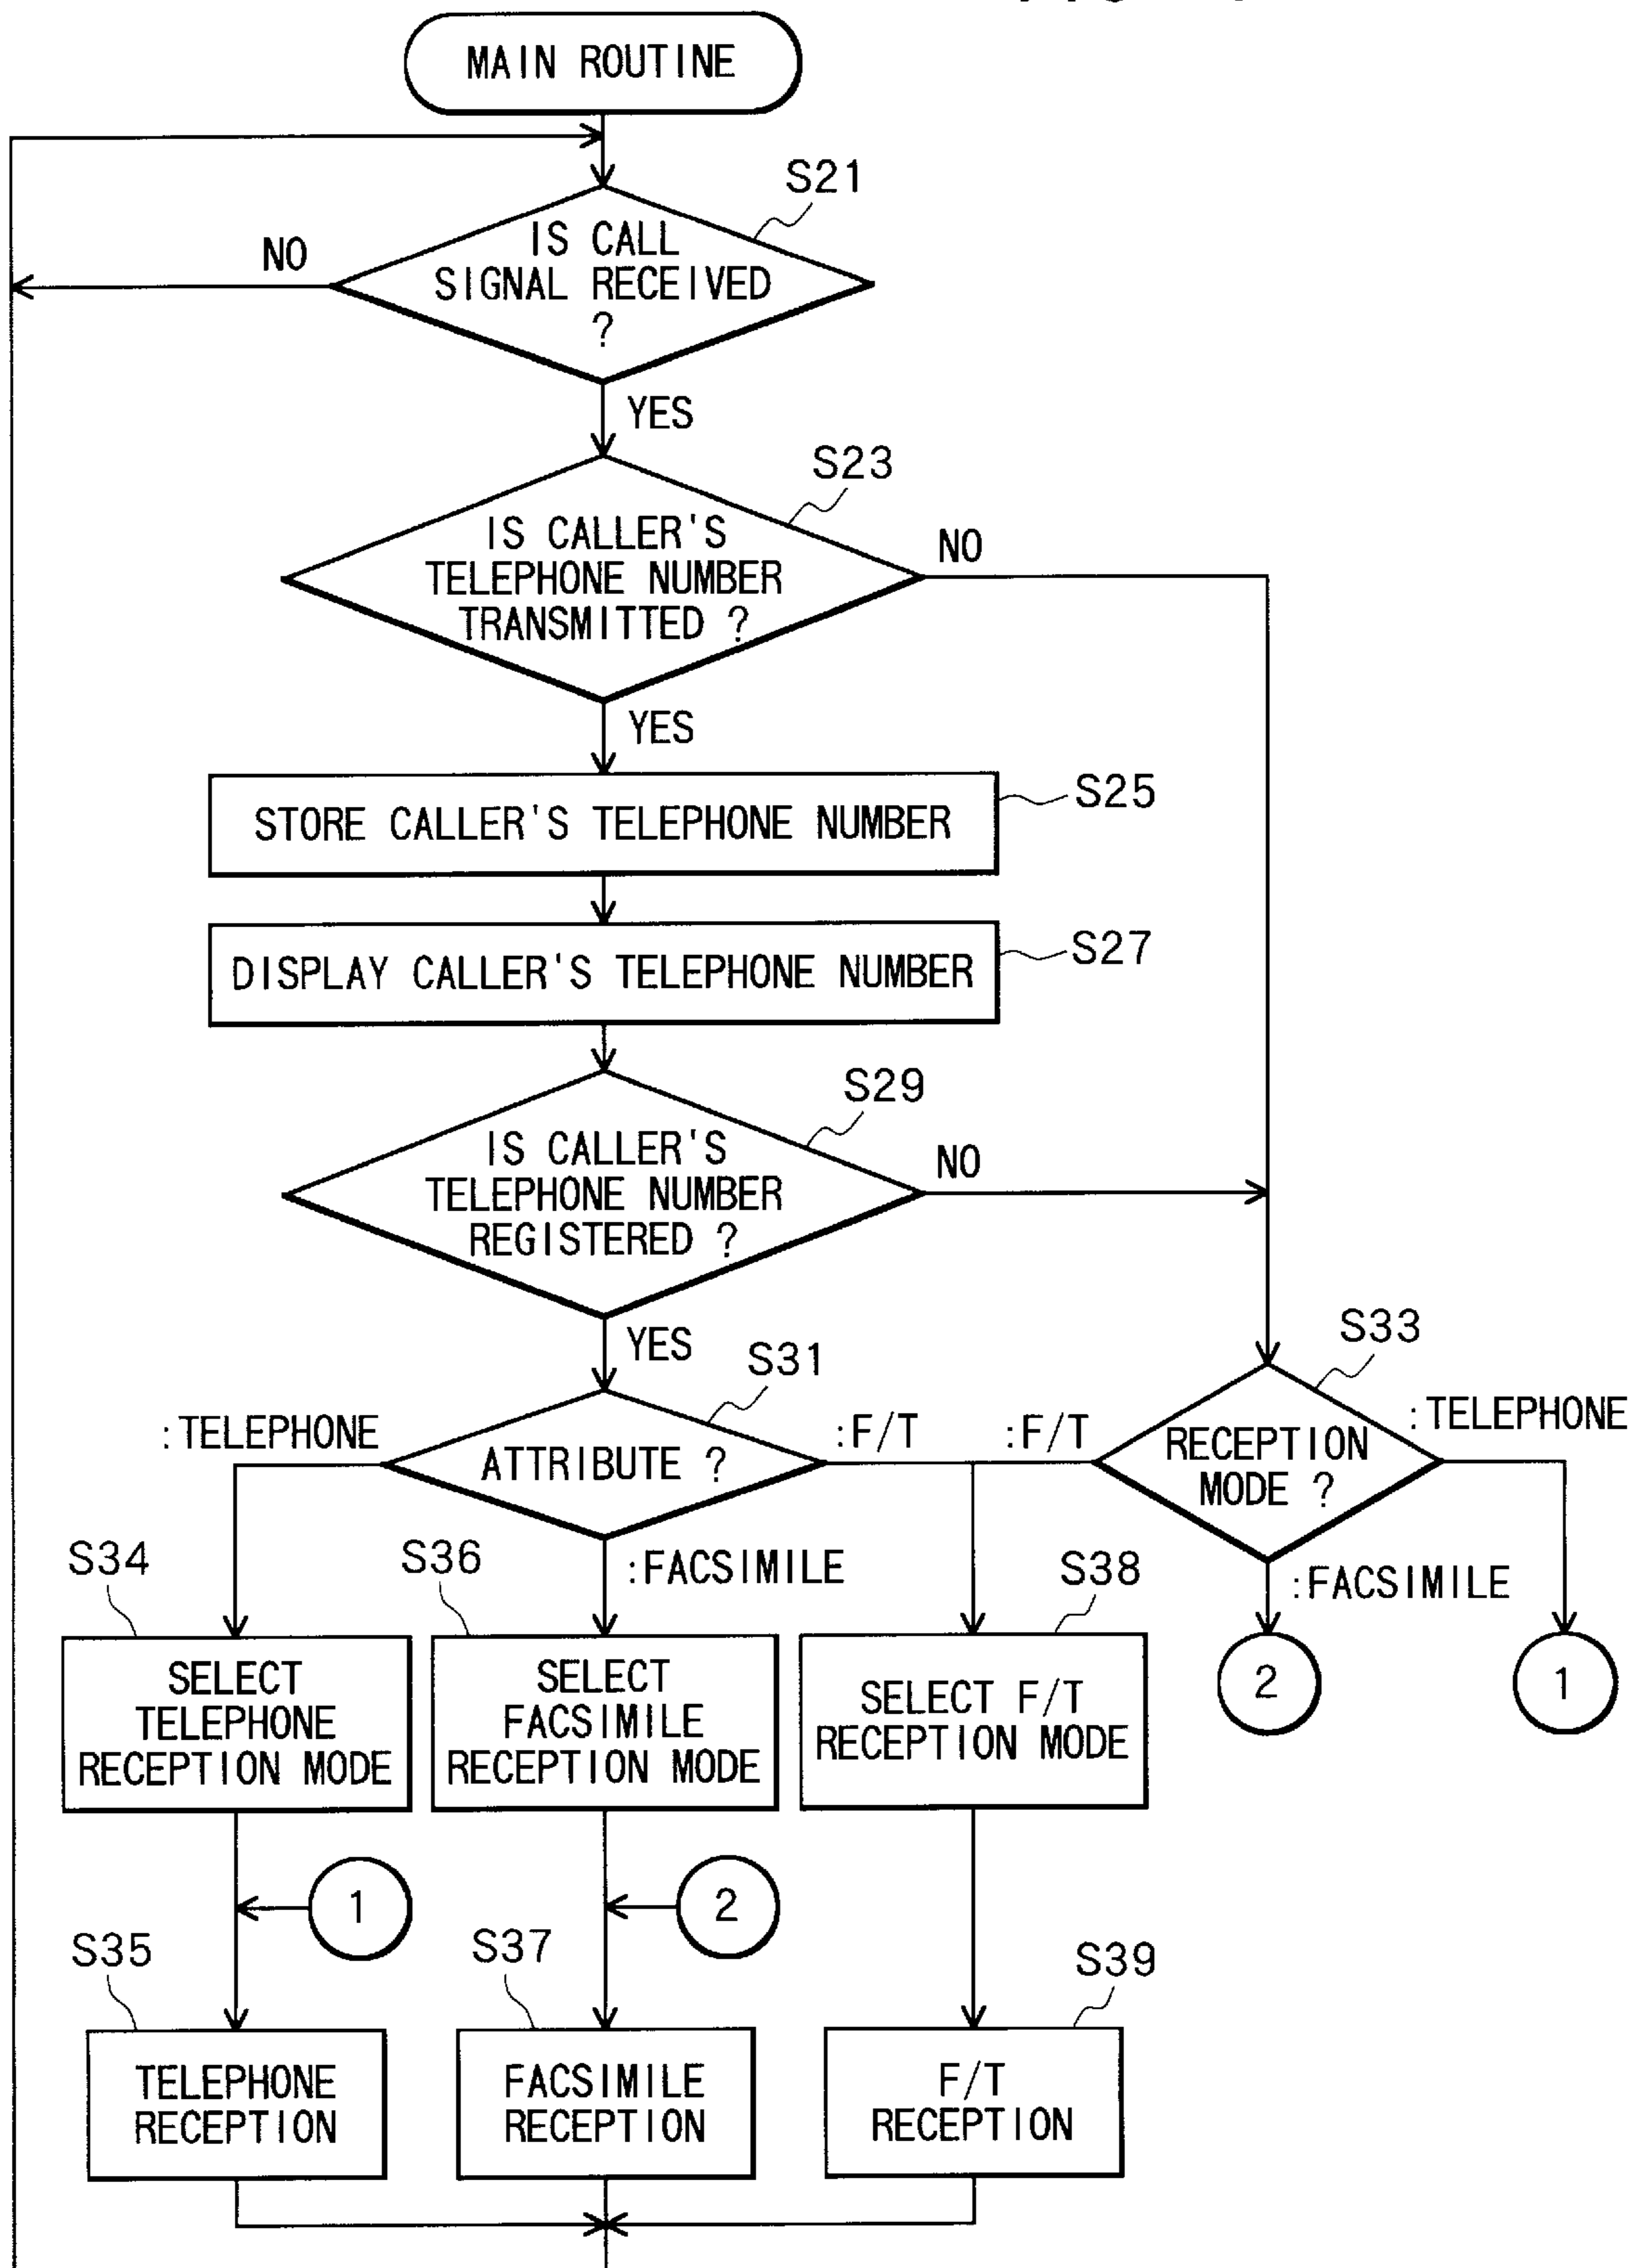 MAIN ROUTINE
S21
IS CALL
SIGNAL RECEIVED
?
NO
YES
S23
IS CALLER'S
TELEPHONE NUMBER
TRANSMITTED ?
NO
YES
S25
STORE CALLER'S TELEPHONE NUMBER
S27
DISPLAY CALLER'S TELEPHONE NUMBER
S29
IS CALLER'S
TELEPHONE NUMBER
REGISTERED ?
NO
YES
S31
S33
:TELEPHONE
ATTRIBUTE ?
:F/T
:F/T
RECEPTION
MODE ?
:TELEPHONE
S34
S36
:FACSIMILE
S38
:FACSIMILE
SELECT
TELEPHONE
RECEPTION MODE
SELECT
FACSIMILE
RECEPTION MODE
SELECT F/T
RECEPTION MODE
2
1
1
2
S35
S37
S39
TELEPHONE
RECEPTION
FACSIMILE
RECEPTION
F/T
RECEPTION